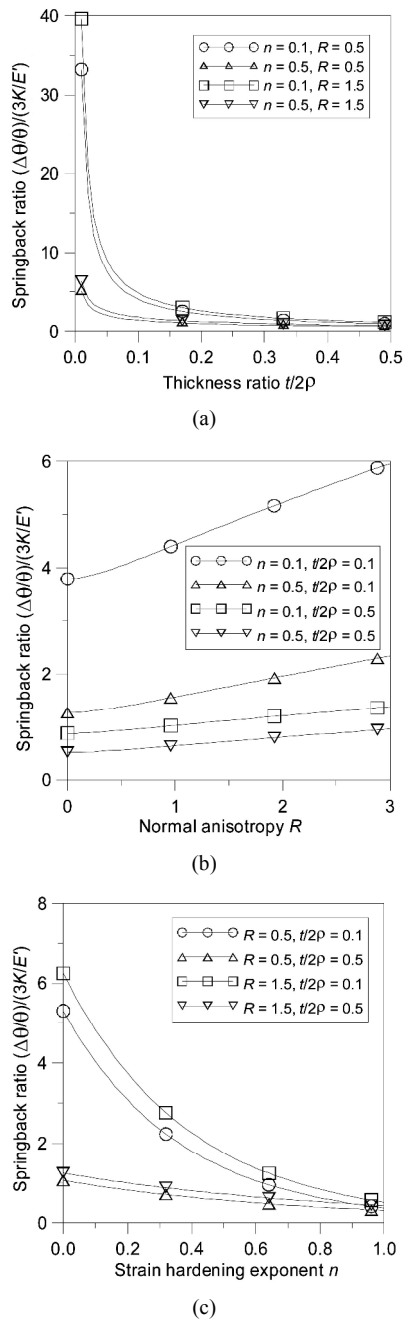 Springback ratio (Δθ/θ)/(3K/E')
40
30
20
10
0
0.0 0.1 0.2 0.3 0.4 0.5
Thickness ratio t/2ρ
n = 0.1, R = 0.5
n = 0.5, R = 0.5
n = 0.1, R = 1.5
n = 0.5, R = 1.5
(a)
Springback ratio (Δθ/θ)/(3K/E')
6
4
2
0
0 1 2 3
Normal anisotropy R
n = 0.1, t/2ρ = 0.1
n = 0.5, t/2ρ = 0.1
n = 0.1, t/2ρ = 0.5
n = 0.5, t/2ρ = 0.5
(b)
Springback ratio (Δθ/θ)/(3K/E')
8
6
4
2
0
0.0 0.2 0.4 0.6 0.8 1.0
Strain hardening exponent n
R = 0.5, t/2ρ = 0.1
R = 0.5, t/2ρ = 0.5
R = 1.5, t/2ρ = 0.1
R = 1.5, t/2ρ = 0.5
(c)